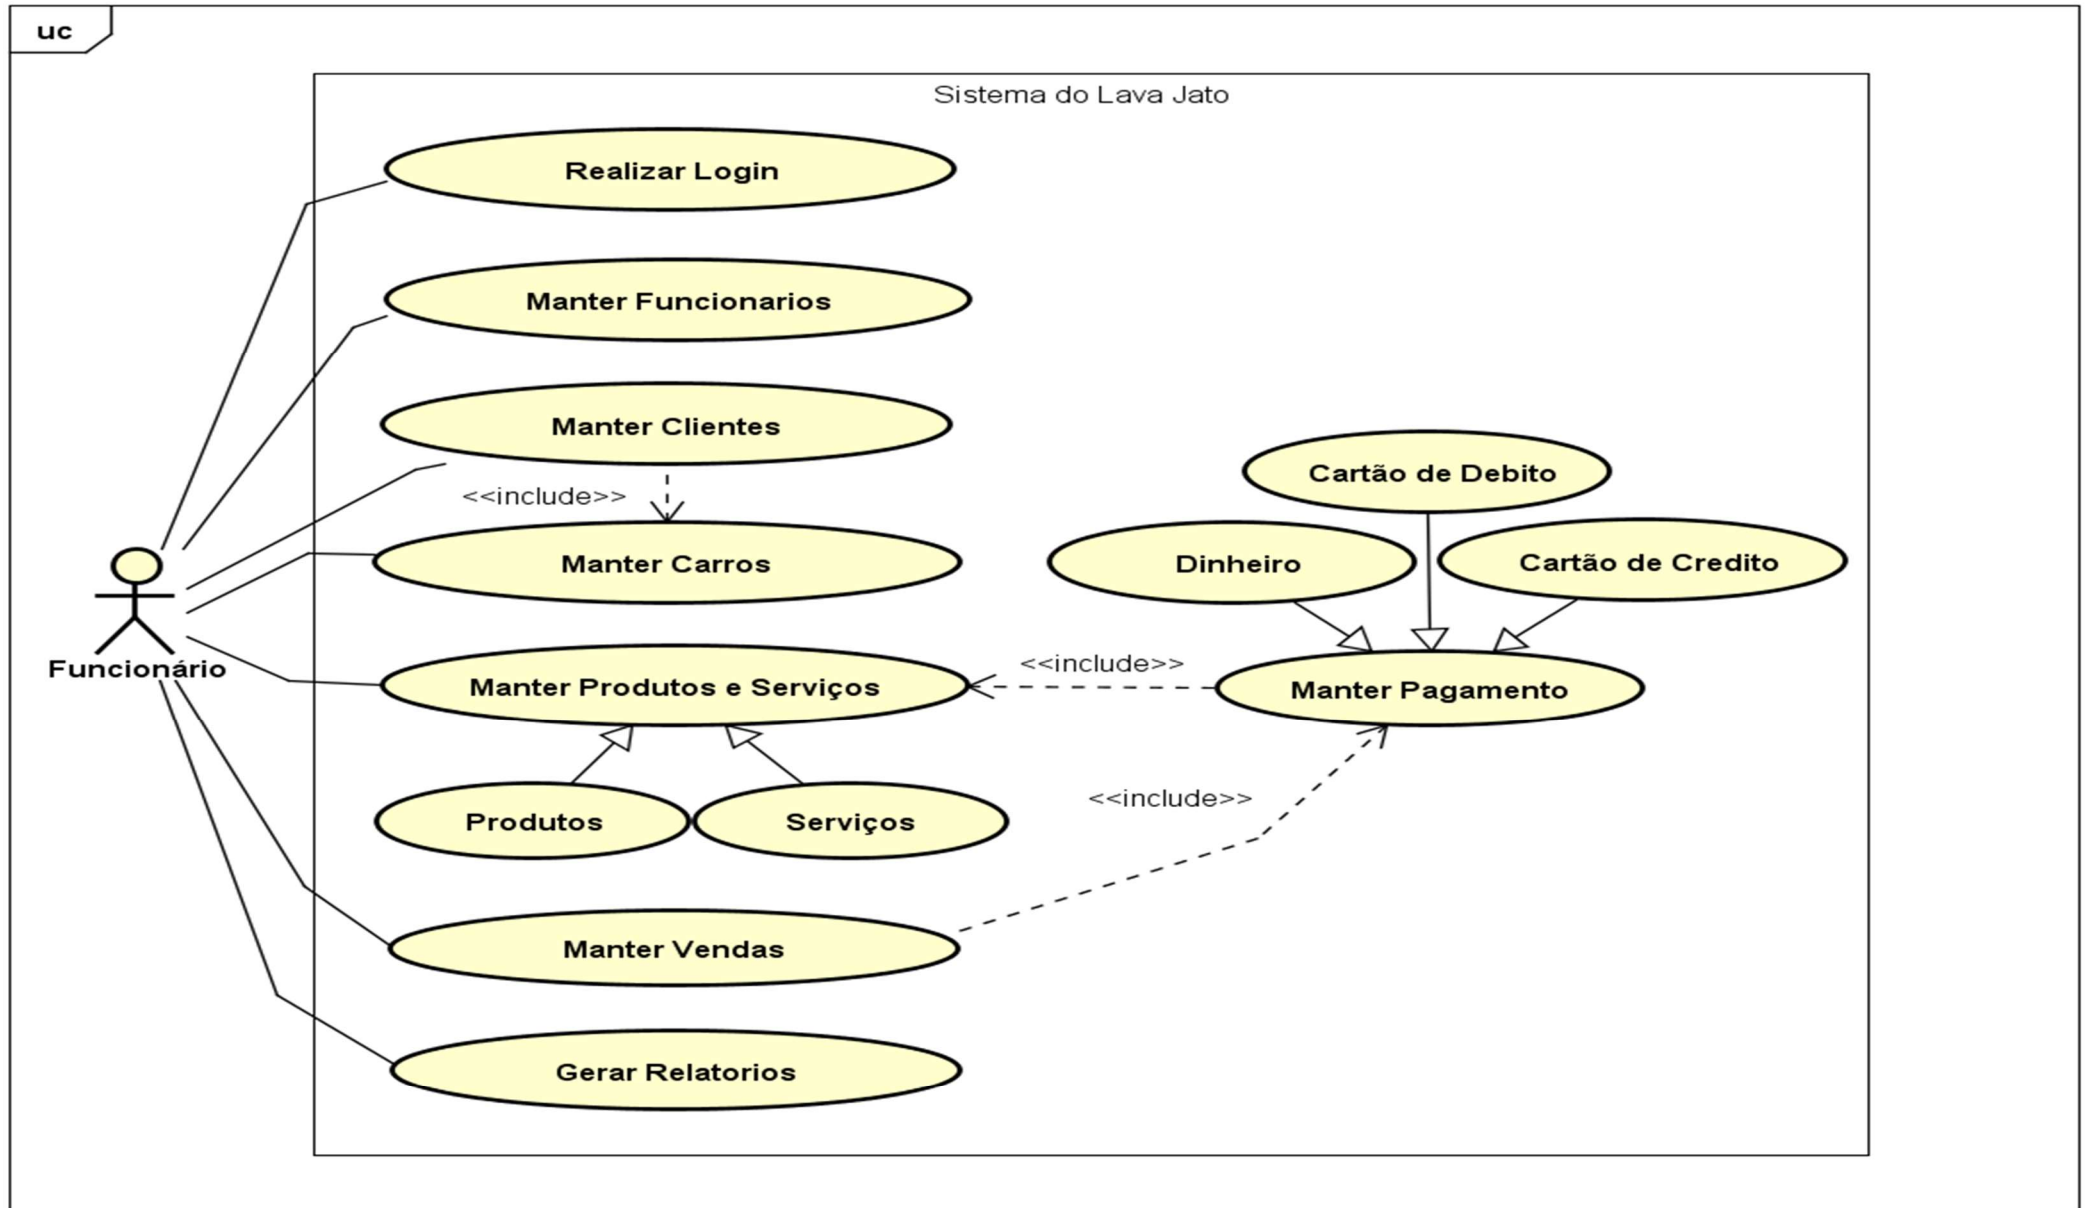 uc
Sistema do Lava Jato
Realizar Login
Manter Funcionarios
Manter Clientes
<<include>>
Manter Carros
Cartão de Debito
Dinheiro
Cartão de Credito
Funcionário
Manter Produtos e Serviços
<<include>>
Manter Pagamento
Produtos
Serviços
<<include>>
Manter Vendas
Gerar Relatorios